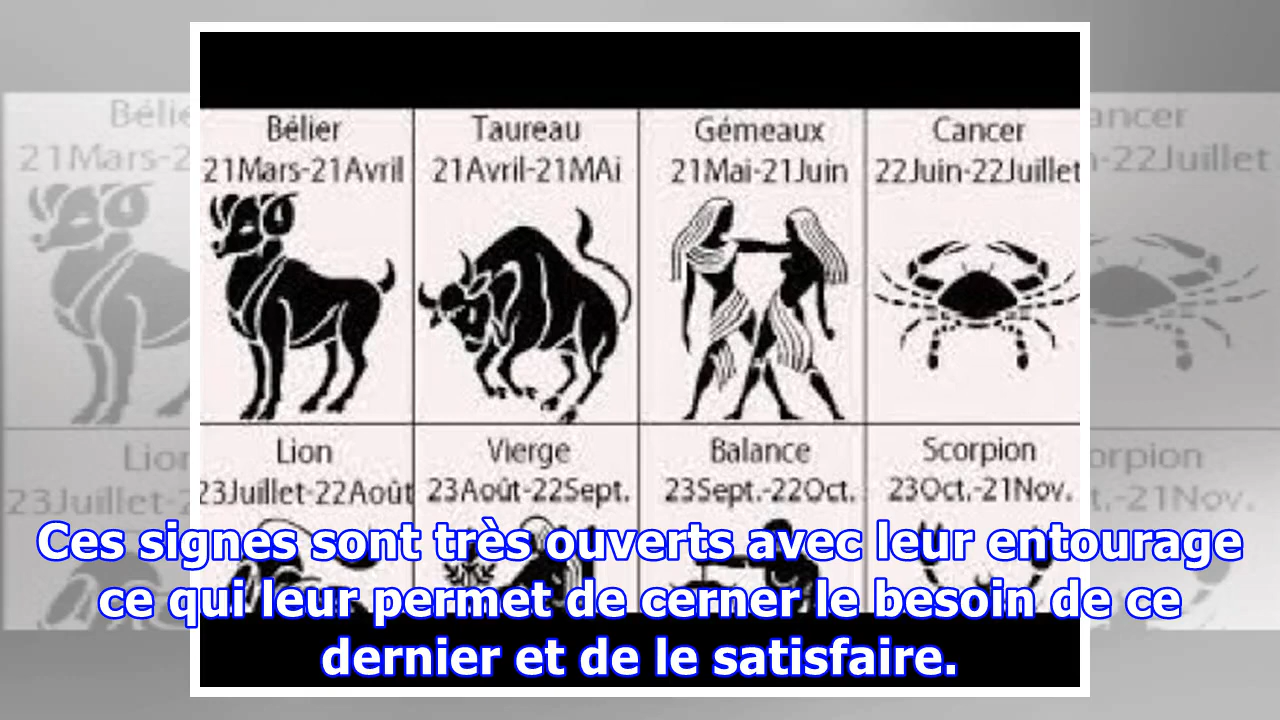 Bélier Taureau Gémeaux Cancer
21Mars-21Avril 21Avril-21MAi 21Mai-21Juin 22Juin-22Juillet
Lion Vierge Balance Scorpion
23Juillet-22Août 23Août-22Sept. 23Sept.-22Oct. 23Oct.-21Nov.
Ces signes sont très ouverts avec leur entourage
ce qui leur permet de cerner le besoin de ce
dernier et de le satisfaire.